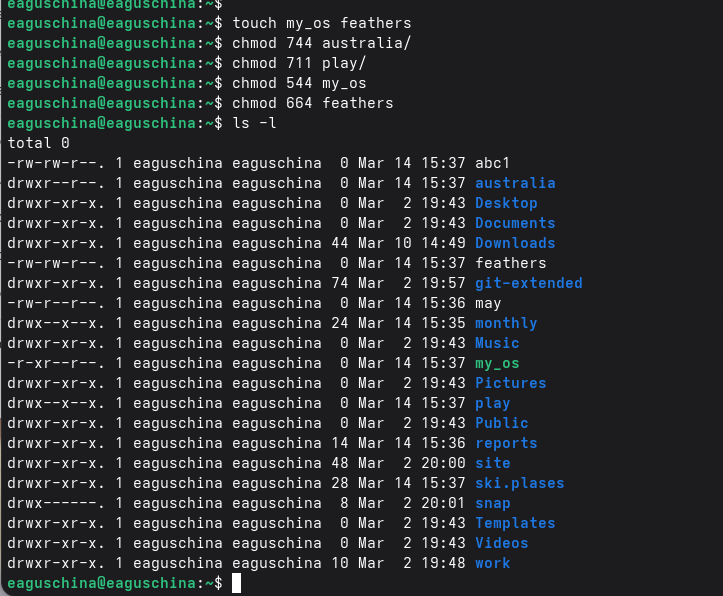 eaguschina@eaguschina:~$
eaguschina@eaguschina:~$ touch my_os feathers
eaguschina@eaguschina:~$ chmod 744 australia/
eaguschina@eaguschina:~$ chmod 711 play/
eaguschina@eaguschina:~$ chmod 544 my_os
eaguschina@eaguschina:~$ chmod 664 feathers
eaguschina@eaguschina:~$ ls -l
total 0
-rw-rw-r--. 1 eaguschina eaguschina  0 Mar 14 15:37 abc1
drwxr--r--. 1 eaguschina eaguschina  0 Mar 14 15:37 australia
drwxr-xr-x. 1 eaguschina eaguschina  0 Mar  2 19:43 Desktop
drwxr-xr-x. 1 eaguschina eaguschina  0 Mar  2 19:43 Documents
drwxr-xr-x. 1 eaguschina eaguschina 44 Mar 10 14:49 Downloads
-rw-rw-r--. 1 eaguschina eaguschina  0 Mar 14 15:37 feathers
drwxr-xr-x. 1 eaguschina eaguschina 74 Mar  2 19:57 git-extended
-rw-r--r--. 1 eaguschina eaguschina  0 Mar 14 15:36 may
drwx--x--x. 1 eaguschina eaguschina 24 Mar 14 15:35 monthly
drwxr-xr-x. 1 eaguschina eaguschina  0 Mar  2 19:43 Music
-r-xr--r--. 1 eaguschina eaguschina  0 Mar 14 15:37 my_os
drwxr-xr-x. 1 eaguschina eaguschina  0 Mar  2 19:43 Pictures
drwx--x--x. 1 eaguschina eaguschina  0 Mar 14 15:37 play
drwxr-xr-x. 1 eaguschina eaguschina  0 Mar  2 19:43 Public
drwxr-xr-x. 1 eaguschina eaguschina 14 Mar 14 15:36 reports
drwxr-xr-x. 1 eaguschina eaguschina 48 Mar  2 20:00 site
drwxr-xr-x. 1 eaguschina eaguschina 28 Mar 14 15:37 ski.plases
drwx------. 1 eaguschina eaguschina  8 Mar  2 20:01 snap
drwxr-xr-x. 1 eaguschina eaguschina  0 Mar  2 19:43 Templates
drwxr-xr-x. 1 eaguschina eaguschina  0 Mar  2 19:43 Videos
drwxr-xr-x. 1 eaguschina eaguschina 10 Mar  2 19:48 work
eaguschina@eaguschina:~$